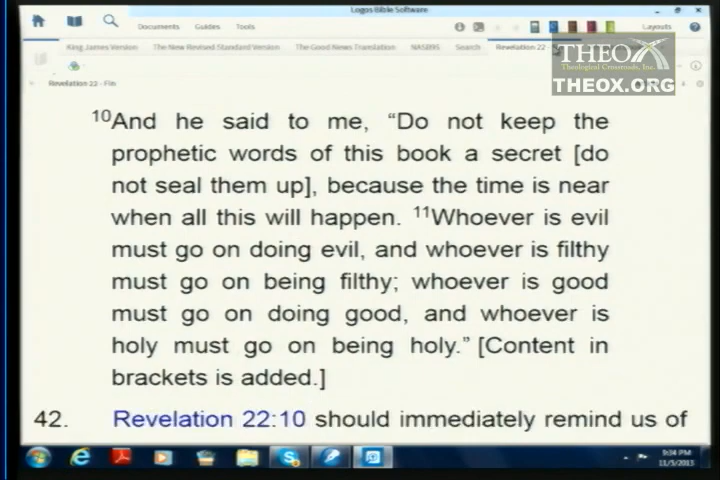 Logos Bible Software
Documents Guides Tools Layouts
King James Version The New Revised Standard Version The Good News Translation NASB95 Search Revelation 22 -
THEOX
Theological Crossroads, Inc.
THEOX.ORG
Revelation 22 - Fin
10And he said to me, “Do not keep the
prophetic words of this book a secret [do
not seal them up], because the time is near
when all this will happen. 11Whoever is evil
must go on doing evil, and whoever is filthy
must go on being filthy; whoever is good
must go on doing good, and whoever is
holy must go on being holy.” [Content in
brackets is added.]
42. Revelation 22:10 should immediately remind us of
9:34 PM
11/5/2013